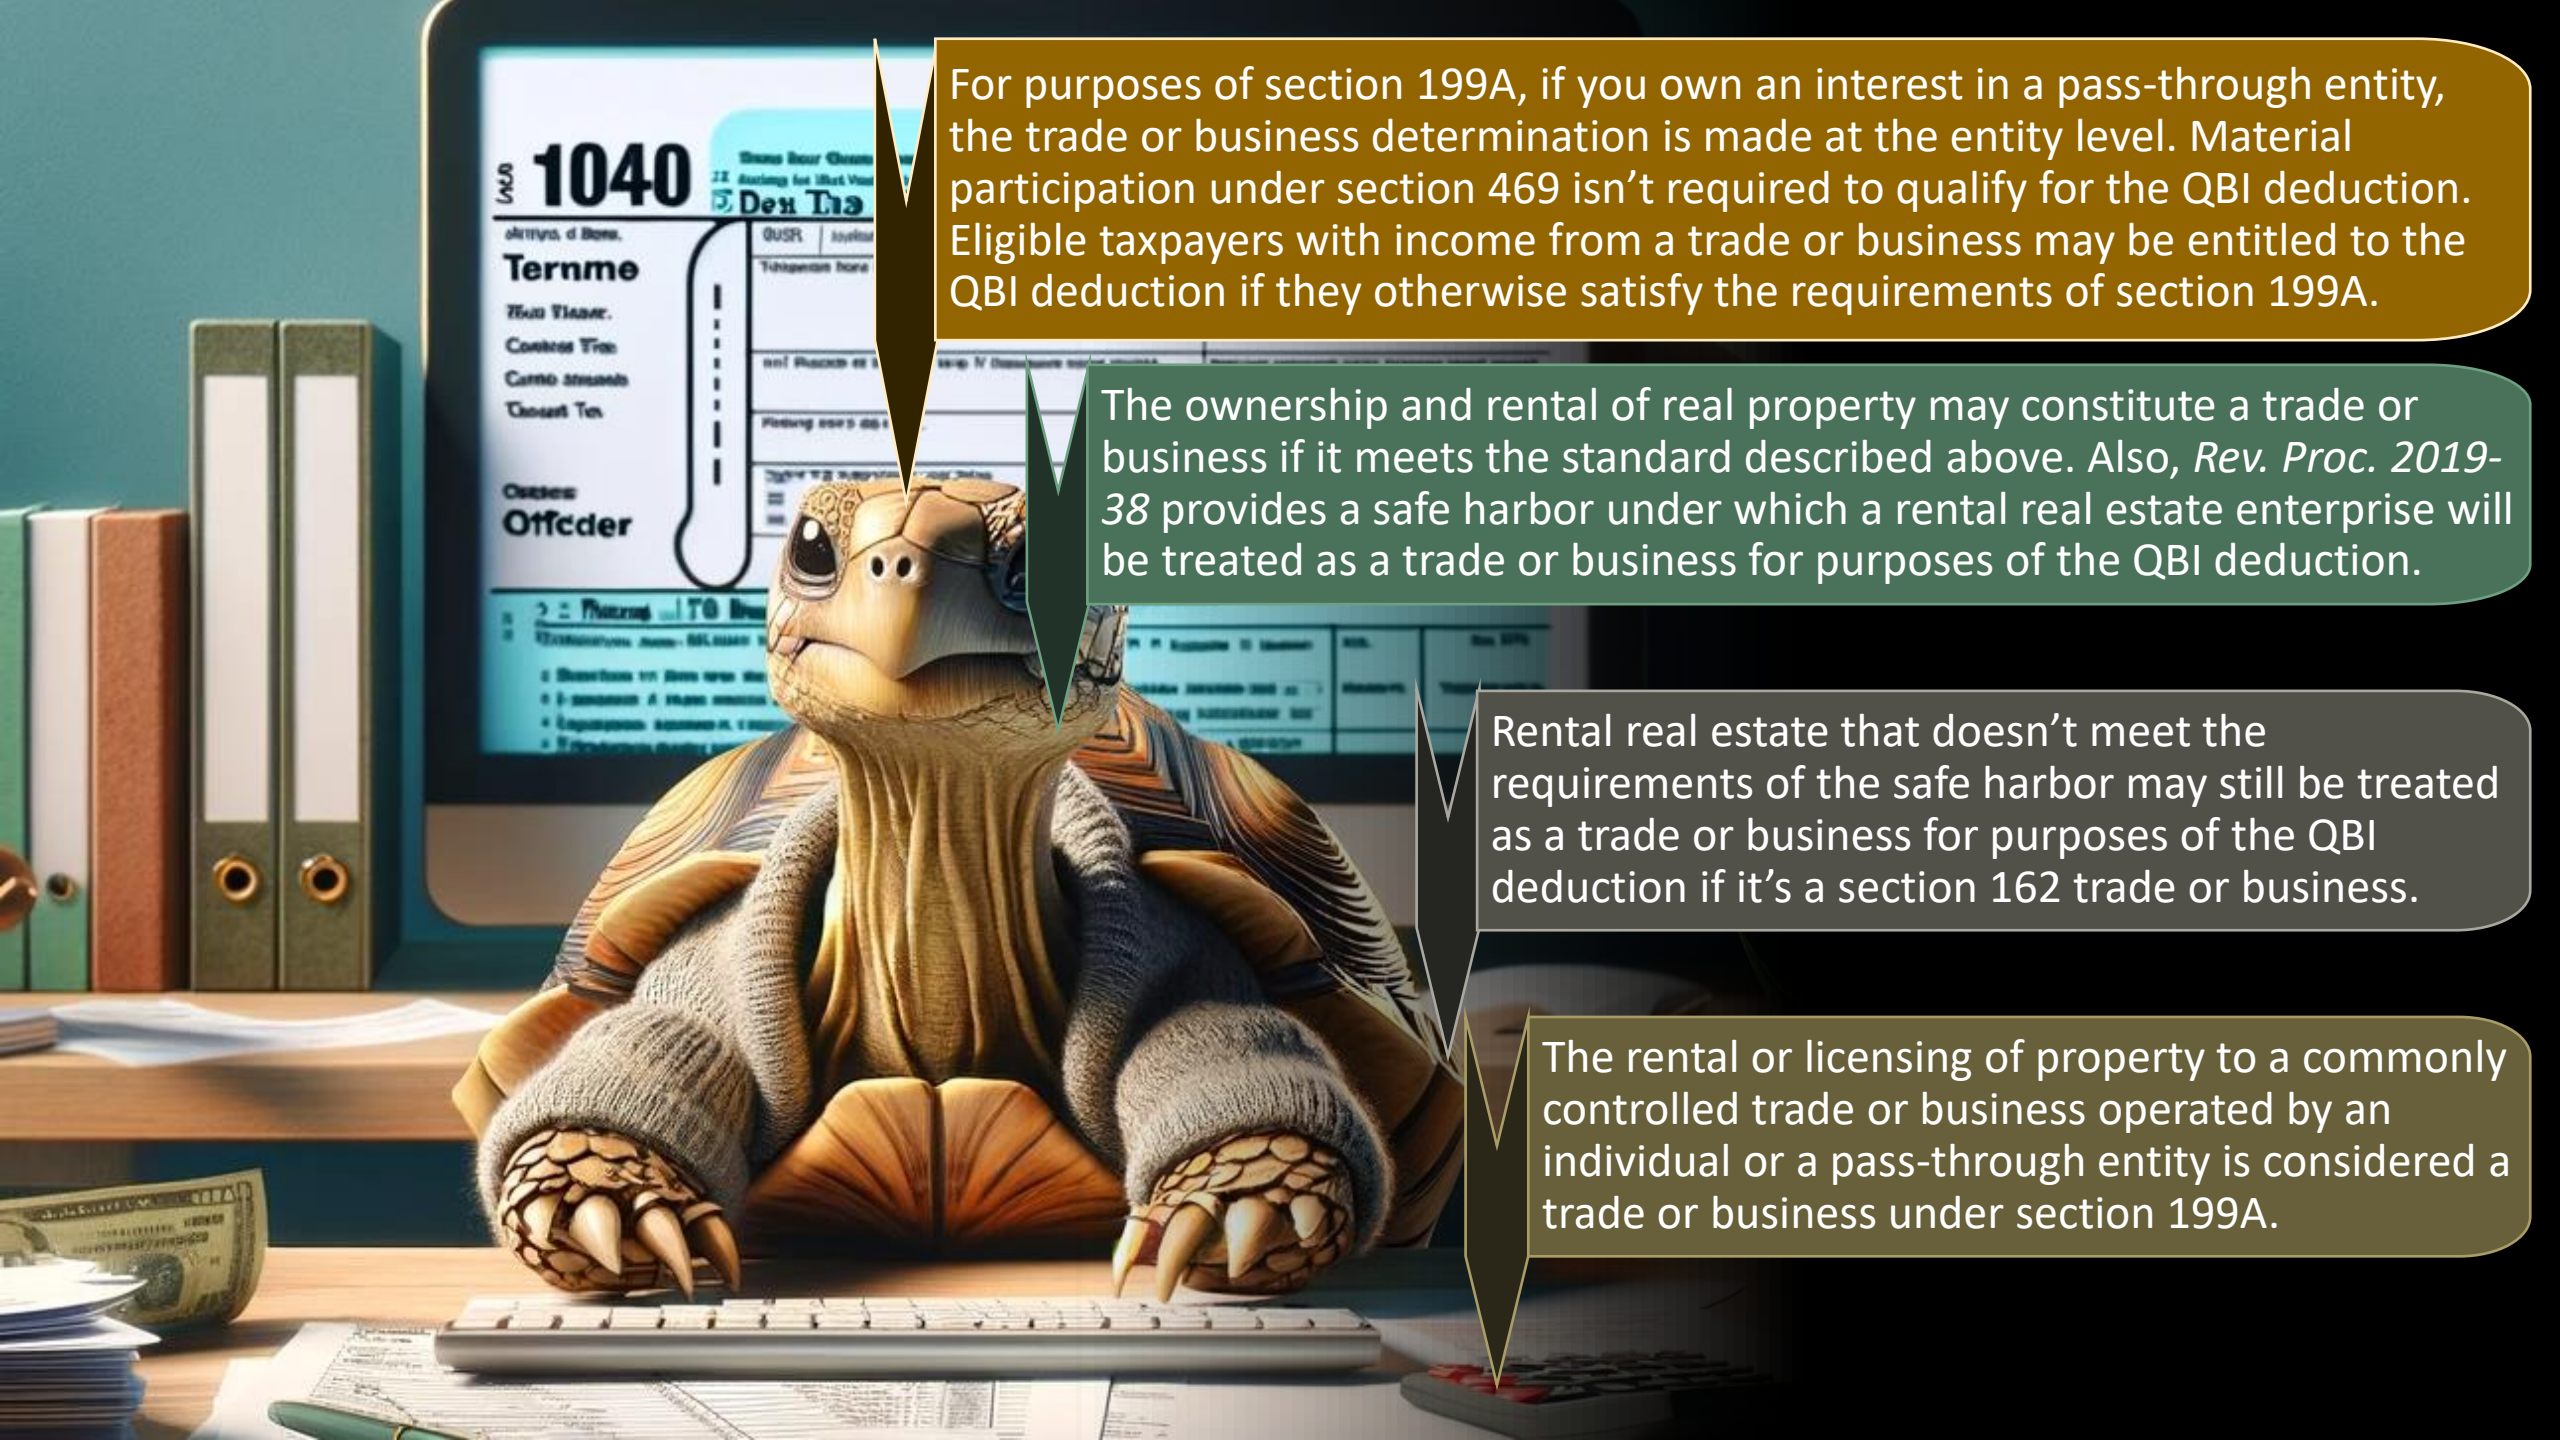 For purposes of section 199A, if you own an interest in a pass-through entity,
the trade or business determination is made at the entity level. Material
participation under section 469 isn’t required to qualify for the QBI deduction.
Eligible taxpayers with income from a trade or business may be entitled to the
QBI deduction if they otherwise satisfy the requirements of section 199A.
The ownership and rental of real property may constitute a trade or
business if it meets the standard described above. Also, Rev. Proc. 2019-
38 provides a safe harbor under which a rental real estate enterprise will
be treated as a trade or business for purposes of the QBI deduction.
Rental real estate that doesn’t meet the
requirements of the safe harbor may still be treated
as a trade or business for purposes of the QBI
deduction if it’s a section 162 trade or business.
The rental or licensing of property to a commonly
controlled trade or business operated by an
individual or a pass-through entity is considered a
trade or business under section 199A.
1040
Ternme
Offcder